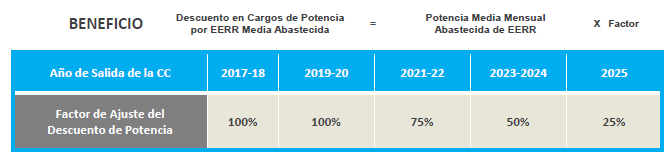 BENEFICIO
Descuento en Cargos de Potencia
por EERR Media Abastecida
=
Potencia Media Mensual
Abastecida de EERR
X Factor
Año de Salida de la CC 2017-18 2019-20 2021-22 2023-2024 2025
Factor de Ajuste del
Descuento de Potencia
100% 100% 75% 50% 25%